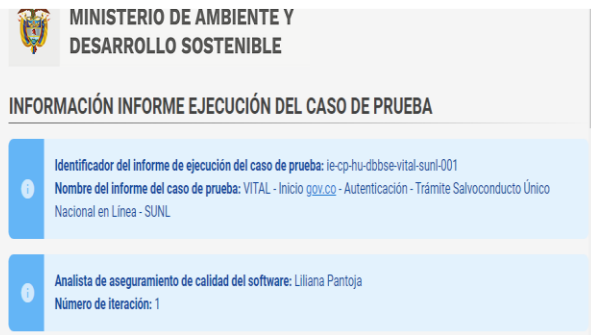 MINISTERIO DE AMBIENTE Y
DESARROLLO SOSTENIBLE
INFORMACIÓN INFORME EJECUCIÓN DEL CASO DE PRUEBA
Identificador del informe de ejecución del caso de prueba: ie-cp-hu-dbbse-vital-sunl-001
Nombre del informe del caso de prueba: VITAL - Inicio gov.co - Autenticación - Trámite Salvoconducto Único
Nacional en Línea - SUNL
Analista de aseguramiento de calidad del software: Liliana Pantoja
Número de iteración: 1